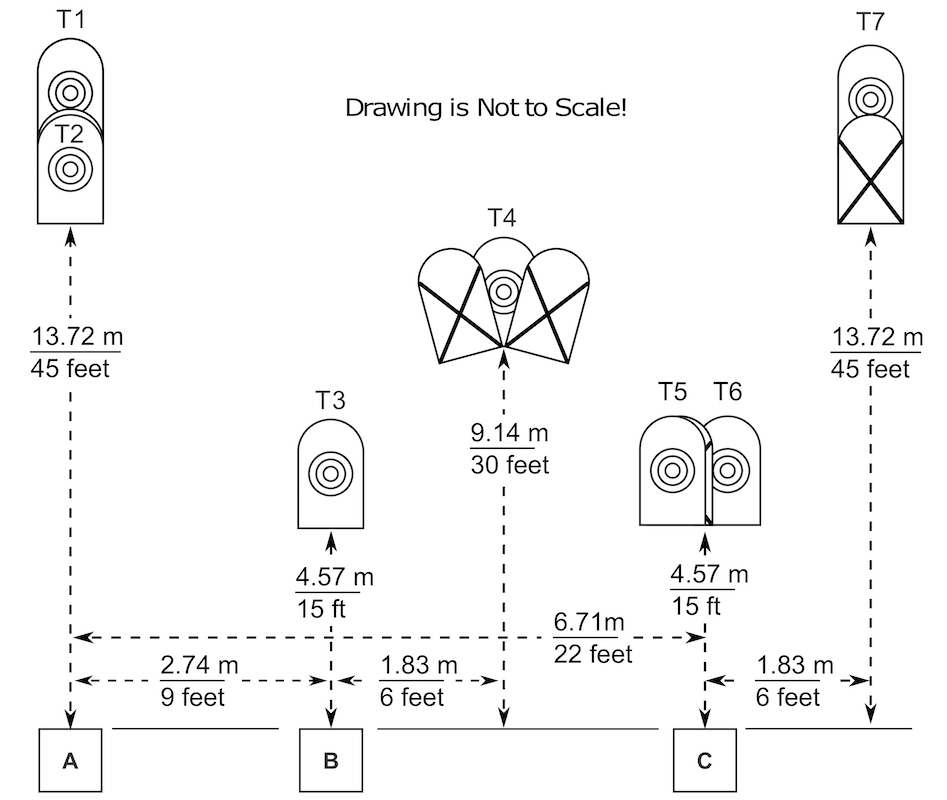 T1
T7
Drawing is Not to Scale!
T2
T4
13.72 m
45 feet
13.72 m
45 feet
T3
T5 T6
9.14 m
30 feet
4.57 m
15 ft
4.57 m
15 ft
6.71m
22 feet
2.74 m
9 feet
1.83 m
6 feet
1.83 m
6 feet
A
B
C